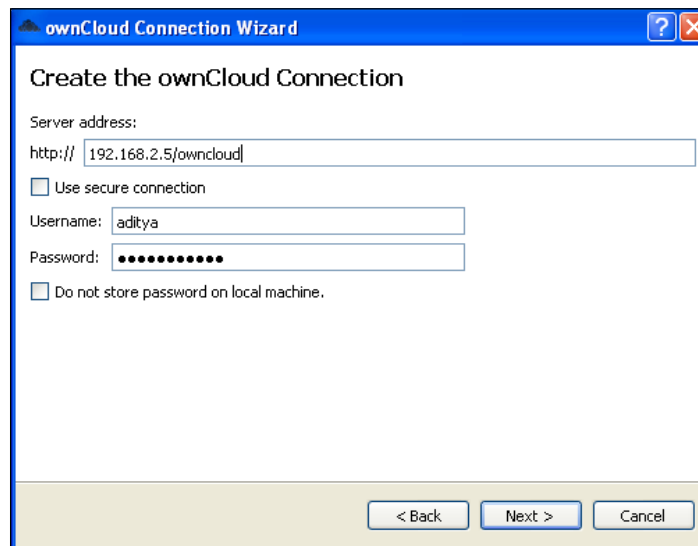 ownCloud Connection Wizard
Create the ownCloud Connection
Server address:
http:// 192.168.2.5/owncloud
Use secure connection
Username: aditya
Password: ●●●●●●●●●●●
Do not store password on local machine.
< Back Next > Cancel